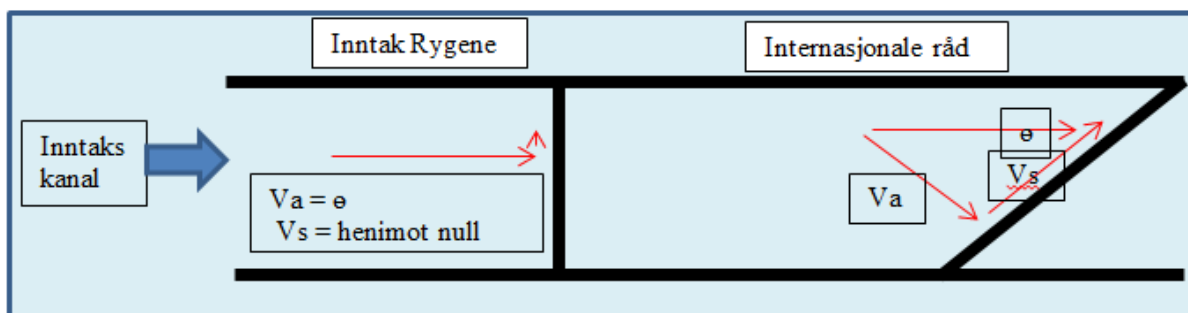 Inntak Rygene
Internasjonale råd
Inntaks
kanal
Va = ɵ
Vs = henimot null
ɵ
Vs
Va